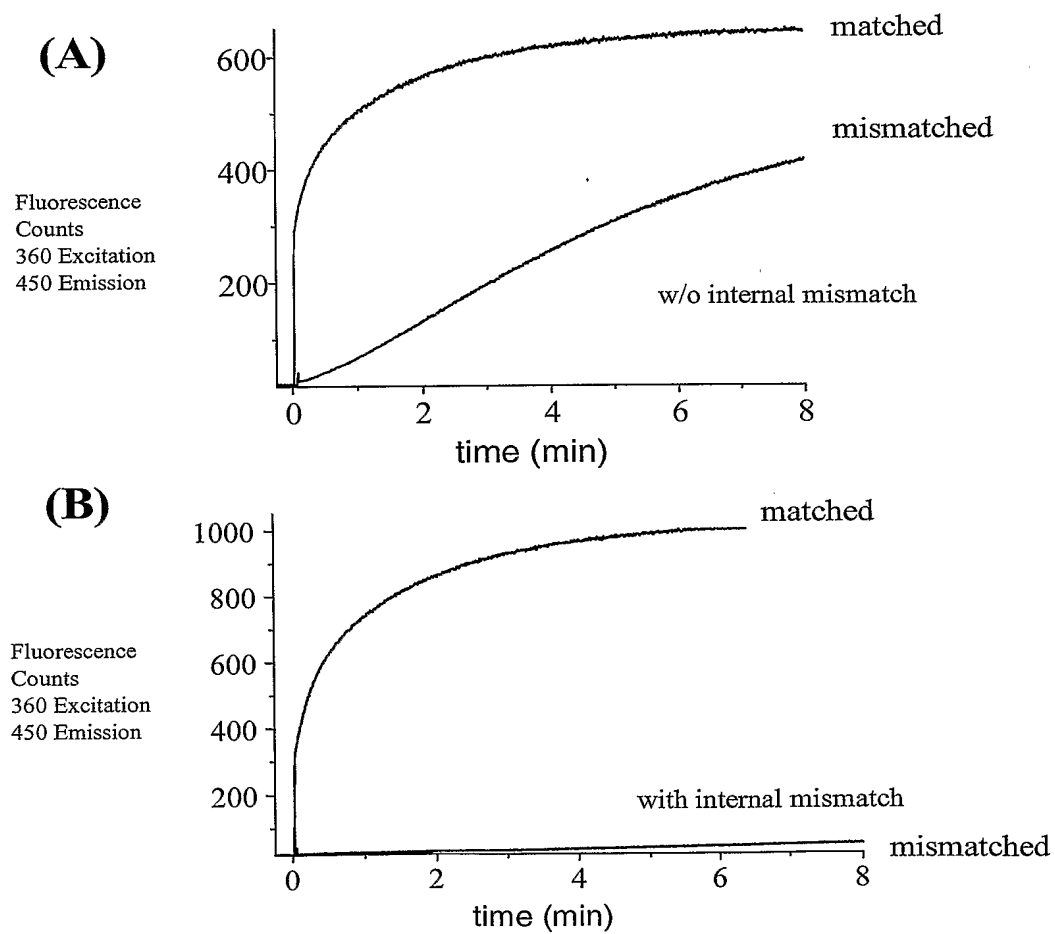 (A)
600
400
200
Fluorescence
Counts
360 Excitation
450 Emission
matched
mismatched
w/o internal mismatch
0 2 4 6 8
time (min)
(B)
1000
800
600
400
200
Fluorescence
Counts
360 Excitation
450 Emission
matched
with internal mismatch
mismatched
0 2 4 6 8
time (min)